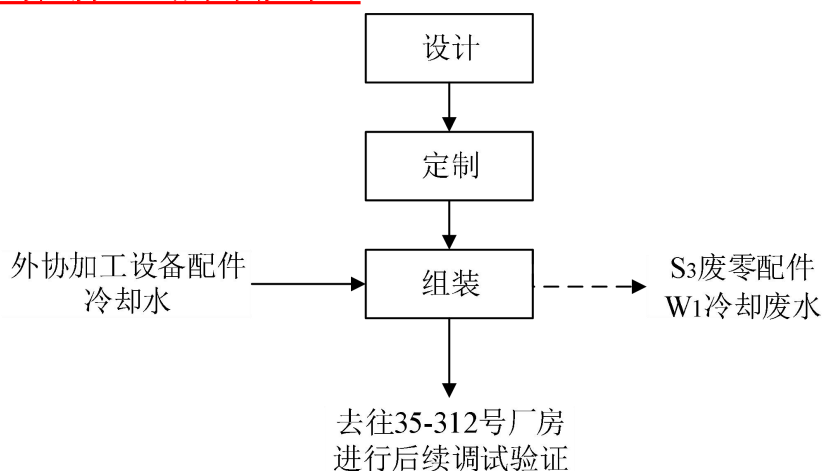 设计
定制
外协加工设备配件
冷却水
组装
S3废零配件
W1冷却废水
去往35-312号厂房
进行后续调试验证